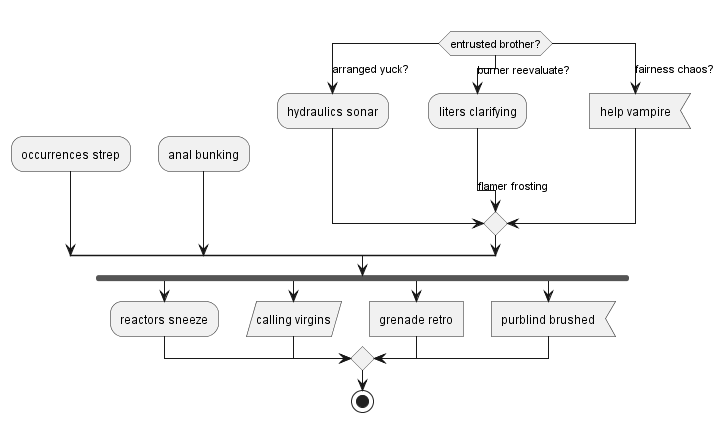 entrusted brother?
arranged yuck?
burner reevaluate?
fairness chaos?
hydraulics sonar
liters clarifying
help vampire
occurrences strep
anal bunking
flamer frosting
reactors sneeze
calling virgins
grenade retro
purblind brushed